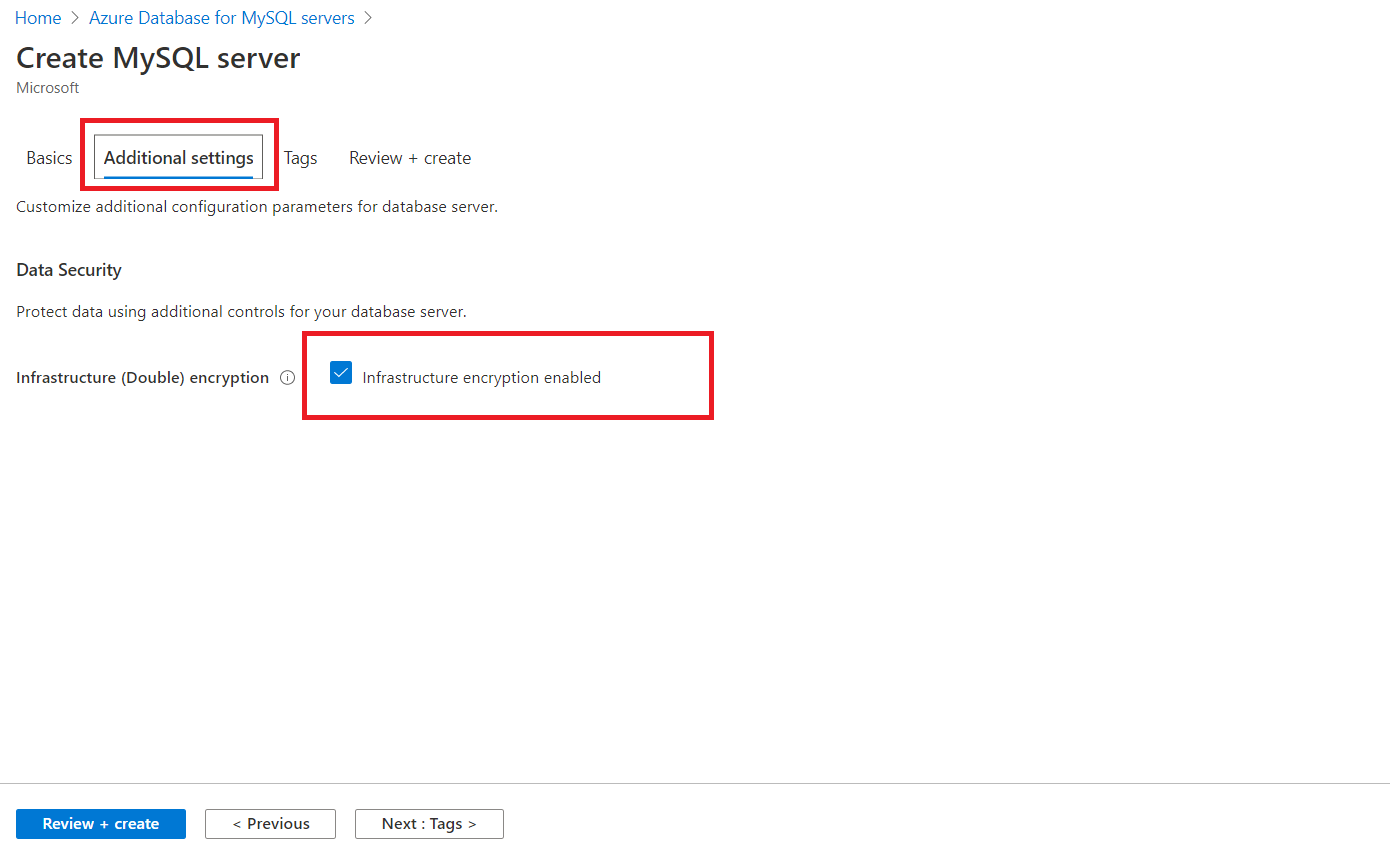 Home > Azure Database for MySQL servers >
Create MySQL server
Microsoft
Basics Additional settings Tags Review + create
Customize additional configuration parameters for database server.
Data Security
Protect data using additional controls for your database server.
Infrastructure (Double) encryption Infrastructure encryption enabled
Review + create < Previous Next : Tags >